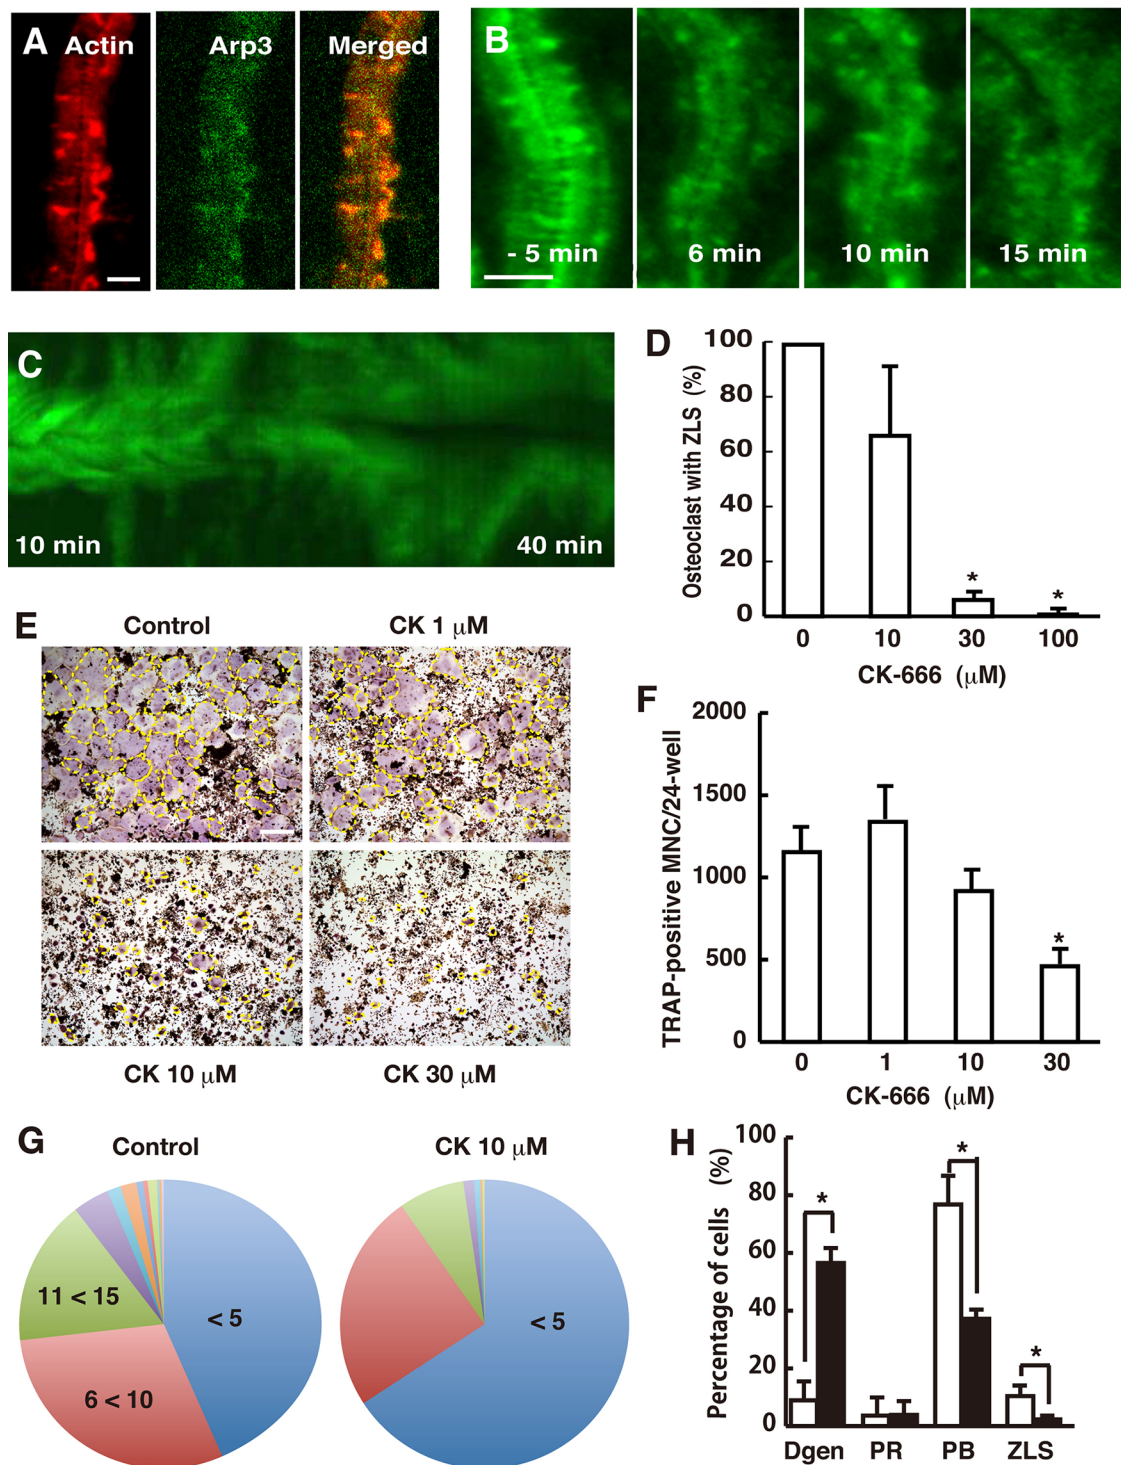 A Actin Arp3 Merged
B
- 5 min 6 min 10 min 15 min
C
10 min 40 min
D
Osteoclast with ZLS (%)
100
80
60
40
20
0
0 10 30 100
* *
CK-666 (μM)
E
Control CK 1 μM
CK 10 μM CK 30 μM
F
TRAP-positive MNC/24-well
2000
1500
1000
500
0
*
0 1 10 30
CK-666 (μM)
G
Control CK 10 μM
11 < 15
< 5
6 < 10
< 5
H
Percentage of cells (%)
100
80
60
40
20
0
* * *
Dgen PR PB ZLS